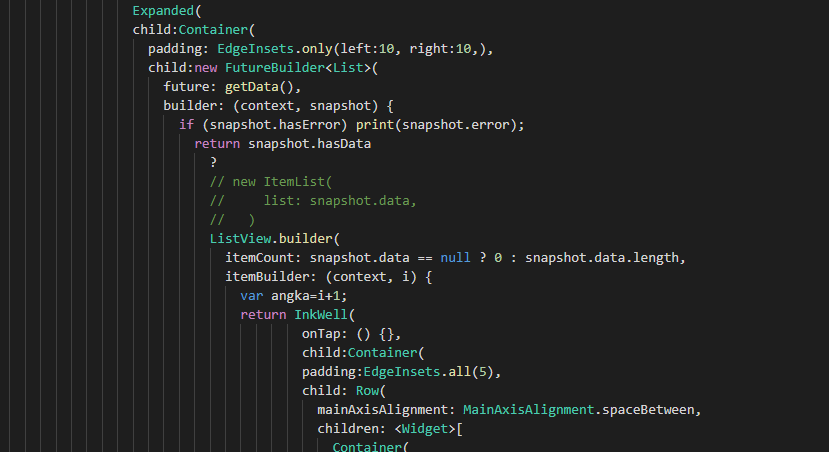 Expanded(
child:Container(
padding: EdgeInsets.only(left:10, right:10,),
child:new FutureBuilder<List>(
future: getData(),
builder: (context, snapshot) {
if (snapshot.hasError) print(snapshot.error);
return snapshot.hasData
?
// new ItemList(
//     list: snapshot.data,
//   )
ListView.builder(
itemCount: snapshot.data == null ? 0 : snapshot.data.length,
itemBuilder: (context, i) {
var angka=i+1;
return InkWell(
onTap: () {},
child:Container(
padding:EdgeInsets.all(5),
child: Row(
mainAxisAlignment: MainAxisAlignment.spaceBetween,
children: <Widget>[
Container(